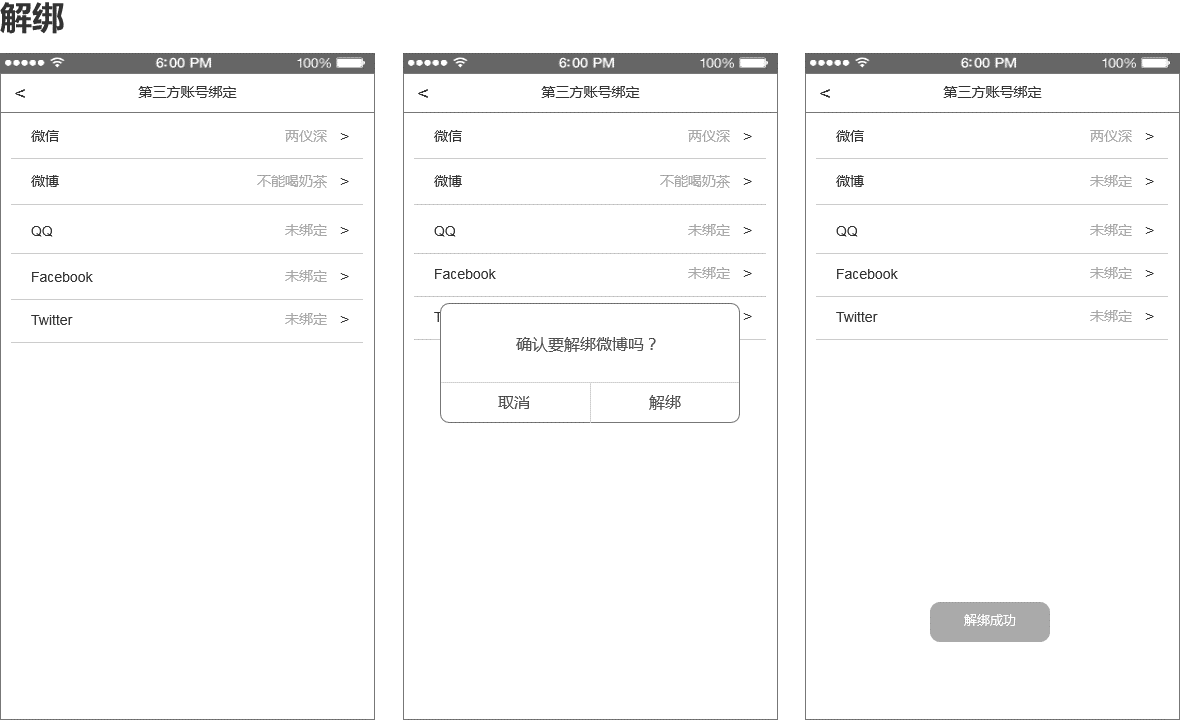 解绑
6:00 PM
100%
<
第三方账号绑定
微信
两仪深 >
微博
不能喝奶茶 >
QQ
未绑定 >
Facebook
未绑定 >
Twitter
未绑定 >
6:00 PM
100%
<
第三方账号绑定
微信
两仪深 >
微博
不能喝奶茶 >
QQ
未绑定 >
Facebook
未绑定 >
T
>
确认要解绑微博吗？
取消
解绑
6:00 PM
100%
<
第三方账号绑定
微信
两仪深 >
微博
未绑定 >
QQ
未绑定 >
Facebook
未绑定 >
Twitter
未绑定 >
解绑成功